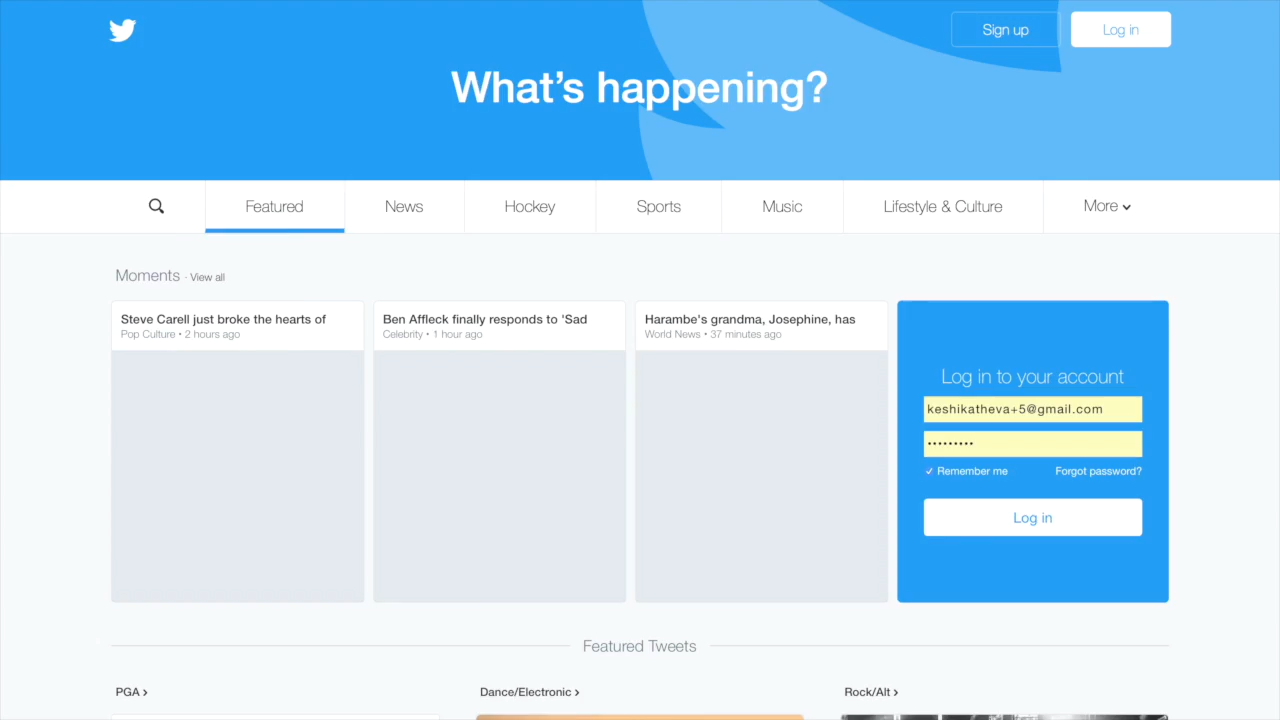 Sign up
Log in
What's happening?
Featured
News
Hockey
Sports
Music
Lifestyle & Culture
More
Moments · View all
Steve Carell just broke the hearts of
Pop Culture • 2 hours ago
Ben Affleck finally responds to 'Sad
Celebrity • 1 hour ago
Harambe's grandma, Josephine, has
World News • 37 minutes ago
Log in to your account
keshikatheva+5@gmail.com
•••••••••
Remember me
Forgot password?
Log in
Featured Tweets
PGA ›
Dance/Electronic ›
Rock/Alt ›